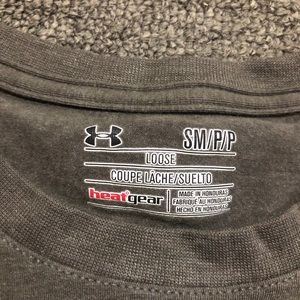 SM/P/P
LOOSE
COUPE LÂCHE/SUELTO
heatgear
MADE IN HONDURAS
FABRIQUÉ AU HONDURAS
HECHO EN HONDURAS